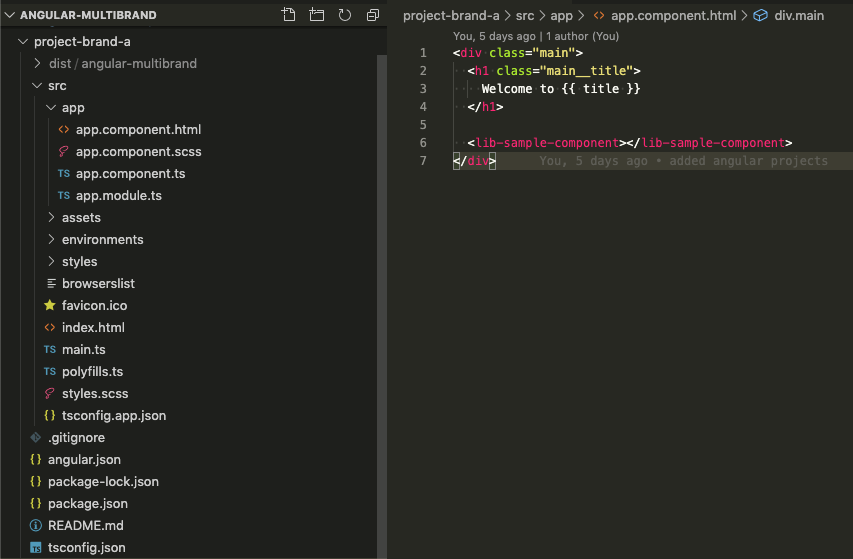 ANGULAR-MULTIBRAND
project-brand-a
dist / angular-multibrand
src
app
<> app.component.html
app.component.scss
TS app.component.ts
TS app.module.ts
assets
environments
styles
browserslist
favicon.ico
<> index.html
TS main.ts
TS polyfills.ts
styles.scss
{} tsconfig.app.json
.gitignore
{} angular.json
{} package-lock.json
{} package.json
README.md
TS tsconfig.json
project-brand-a > src > app > <> app.component.html > div.main
You, 5 days ago | 1 author (You)
1 <div class="main">
2 <h1 class="main__title">
3 Welcome to {{ title }}
4 </h1>
5
6 <lib-sample-component></lib-sample-component>
7 </div> You, 5 days ago • added angular projects